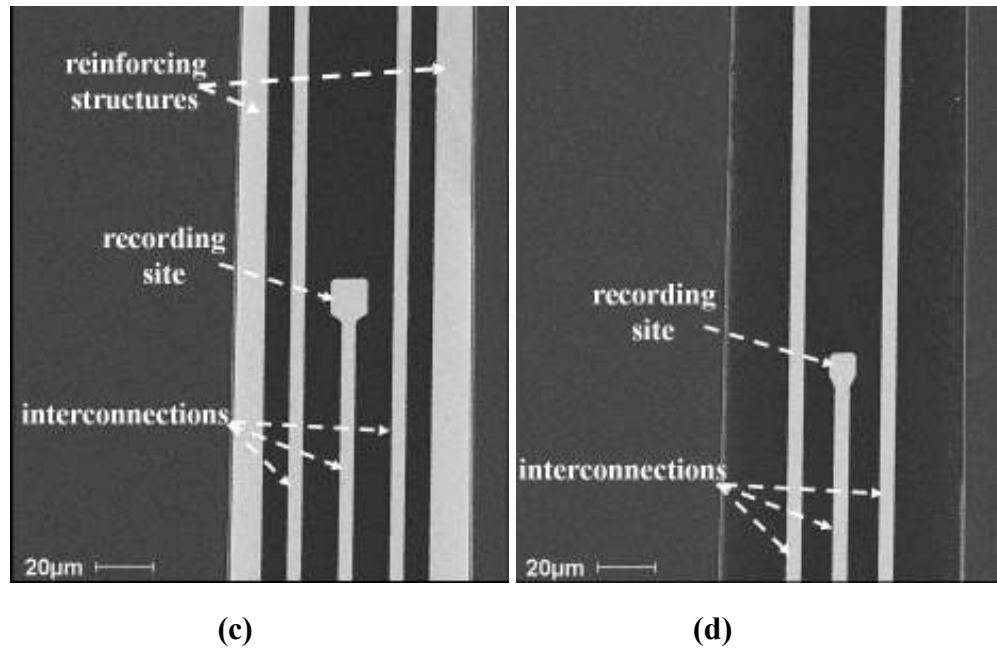 reinforcing
structures
recording
site
interconnections
20µm
recording
site
interconnections
20µm
(c)
(d)